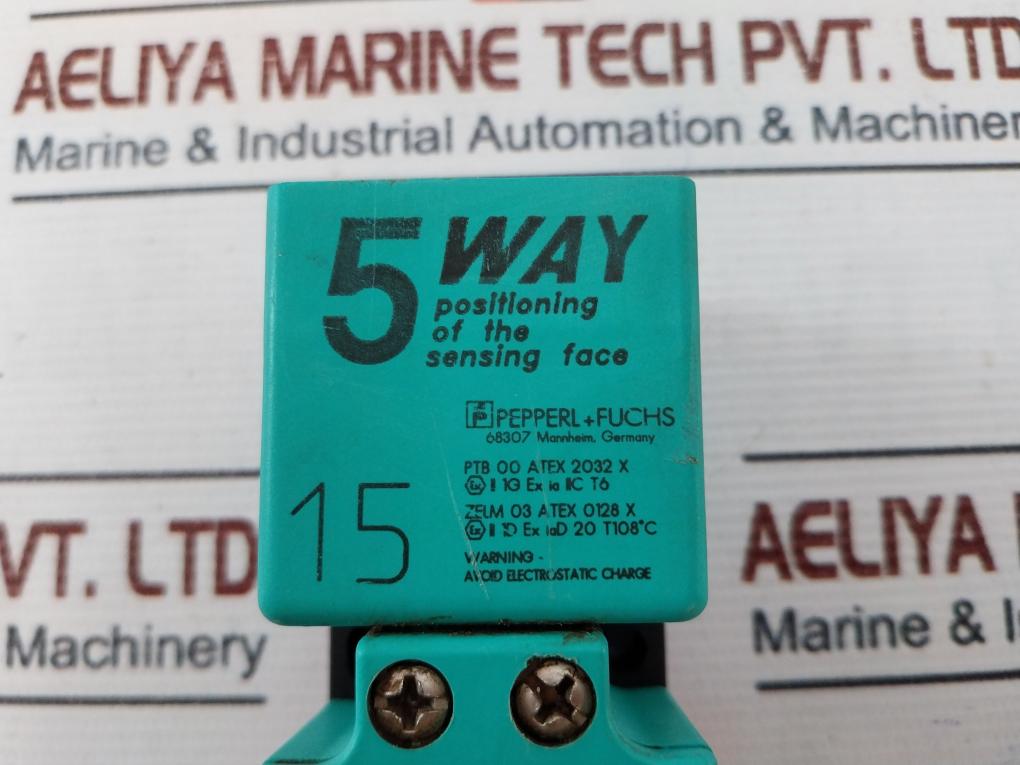 AELIYA MARINE TECH PVT. LTD
Marine & Industrial Automation & Machiner
5 WAY
positioning
of the
sensing face
PEPPERL+FUCHS
68307 Mannheim, Germany
PTB 00 ATEX 2032 X
Ex II 1G Ex ia IIC T6
ZELM 03 ATEX 0128 X
Ex II 1D Ex iaD 20 T108°C
WARNING -
AVOID ELECTROSTATIC CHARGE
15
VT. LTD
Machinery
AELIYA
Marine & I